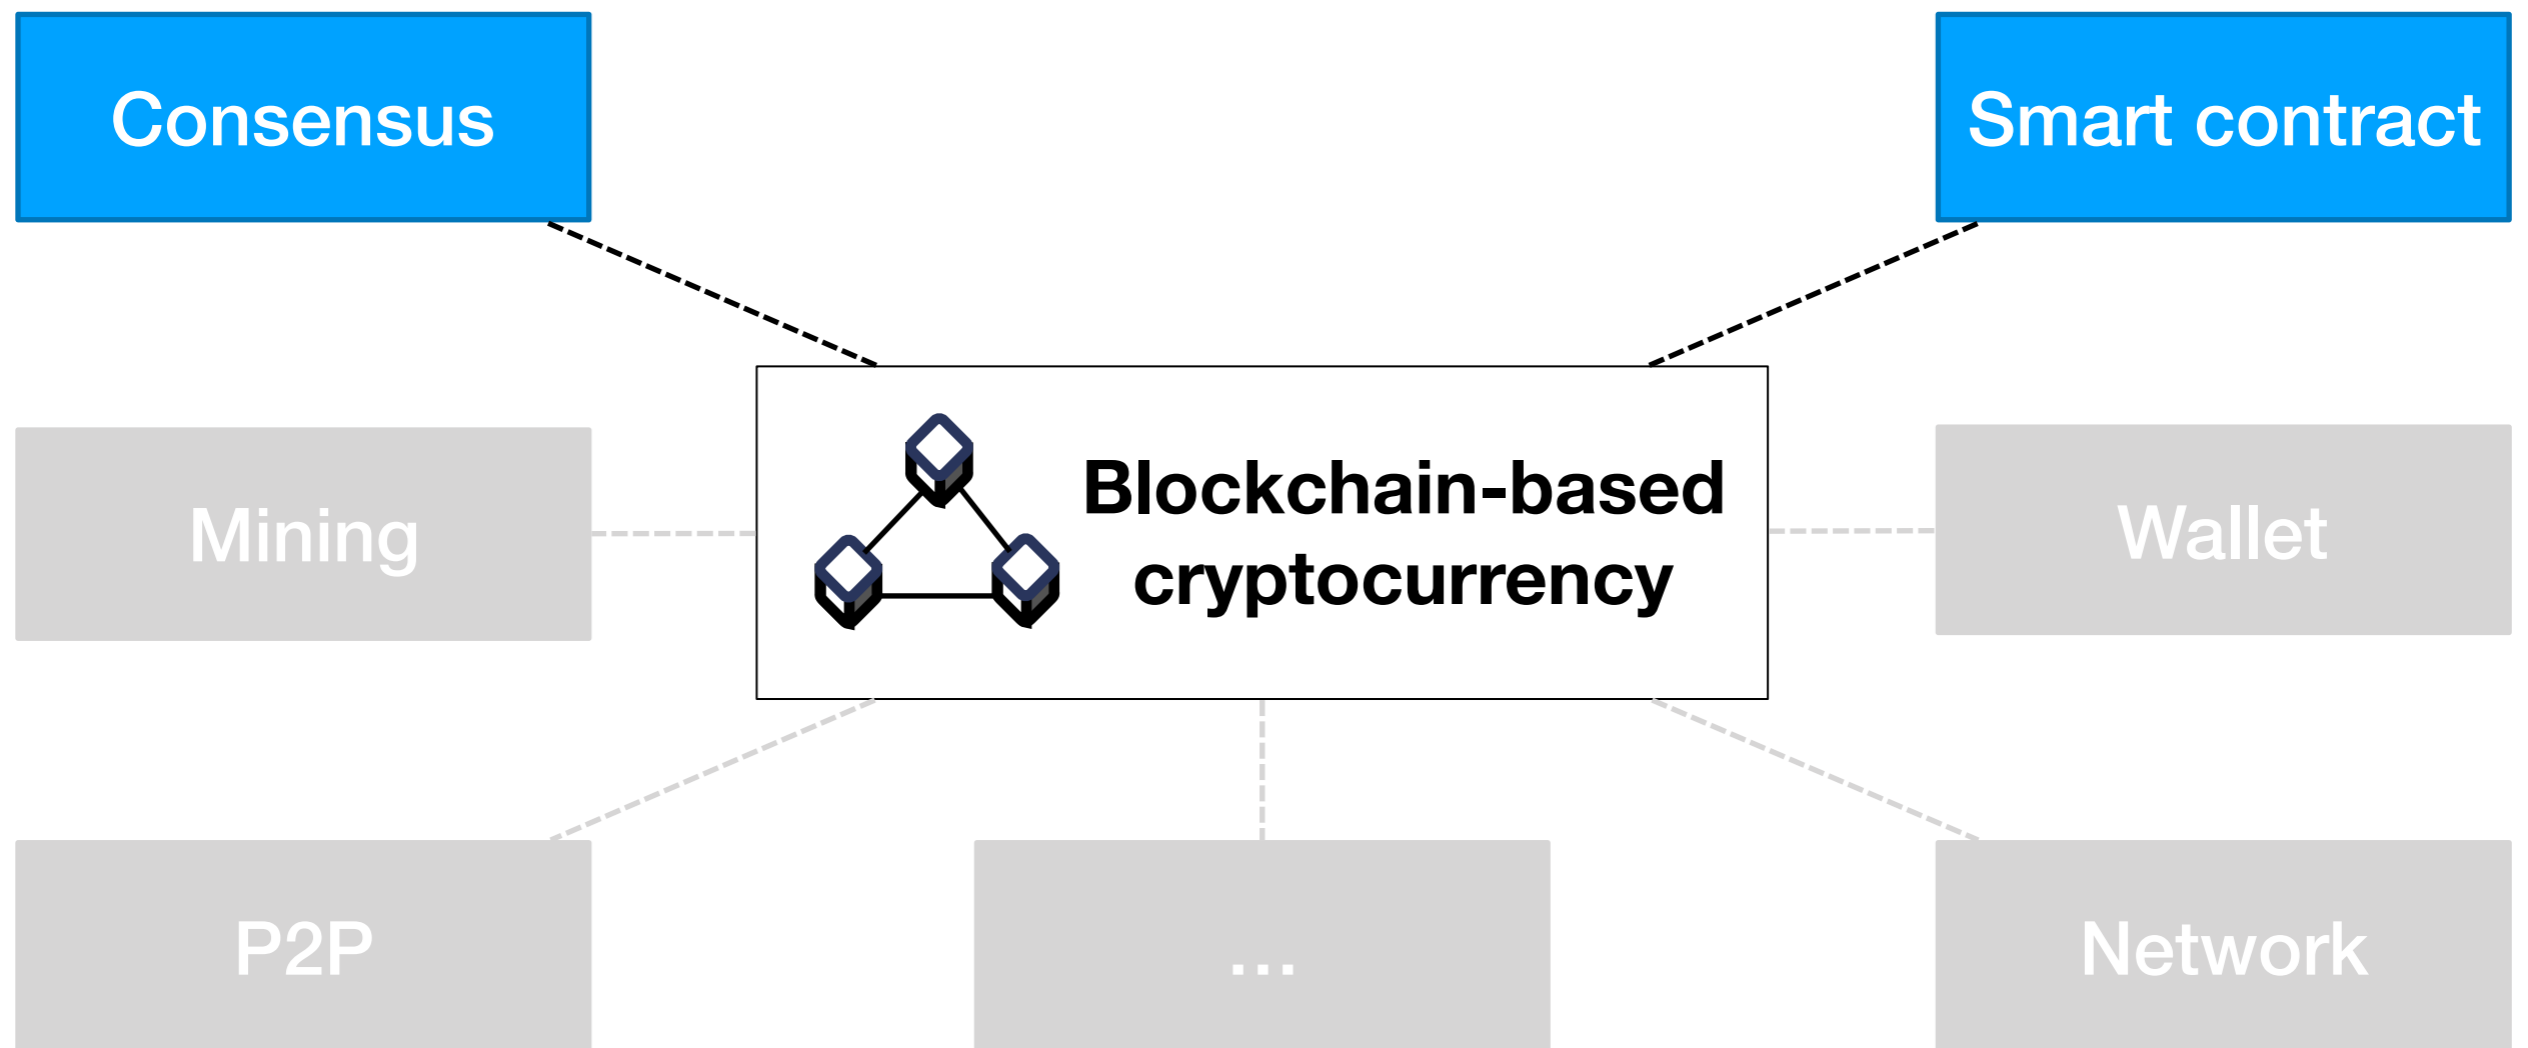 Consensus
Smart contract
Mining
Blockchain-based
cryptocurrency
Wallet
P2P
...
Network